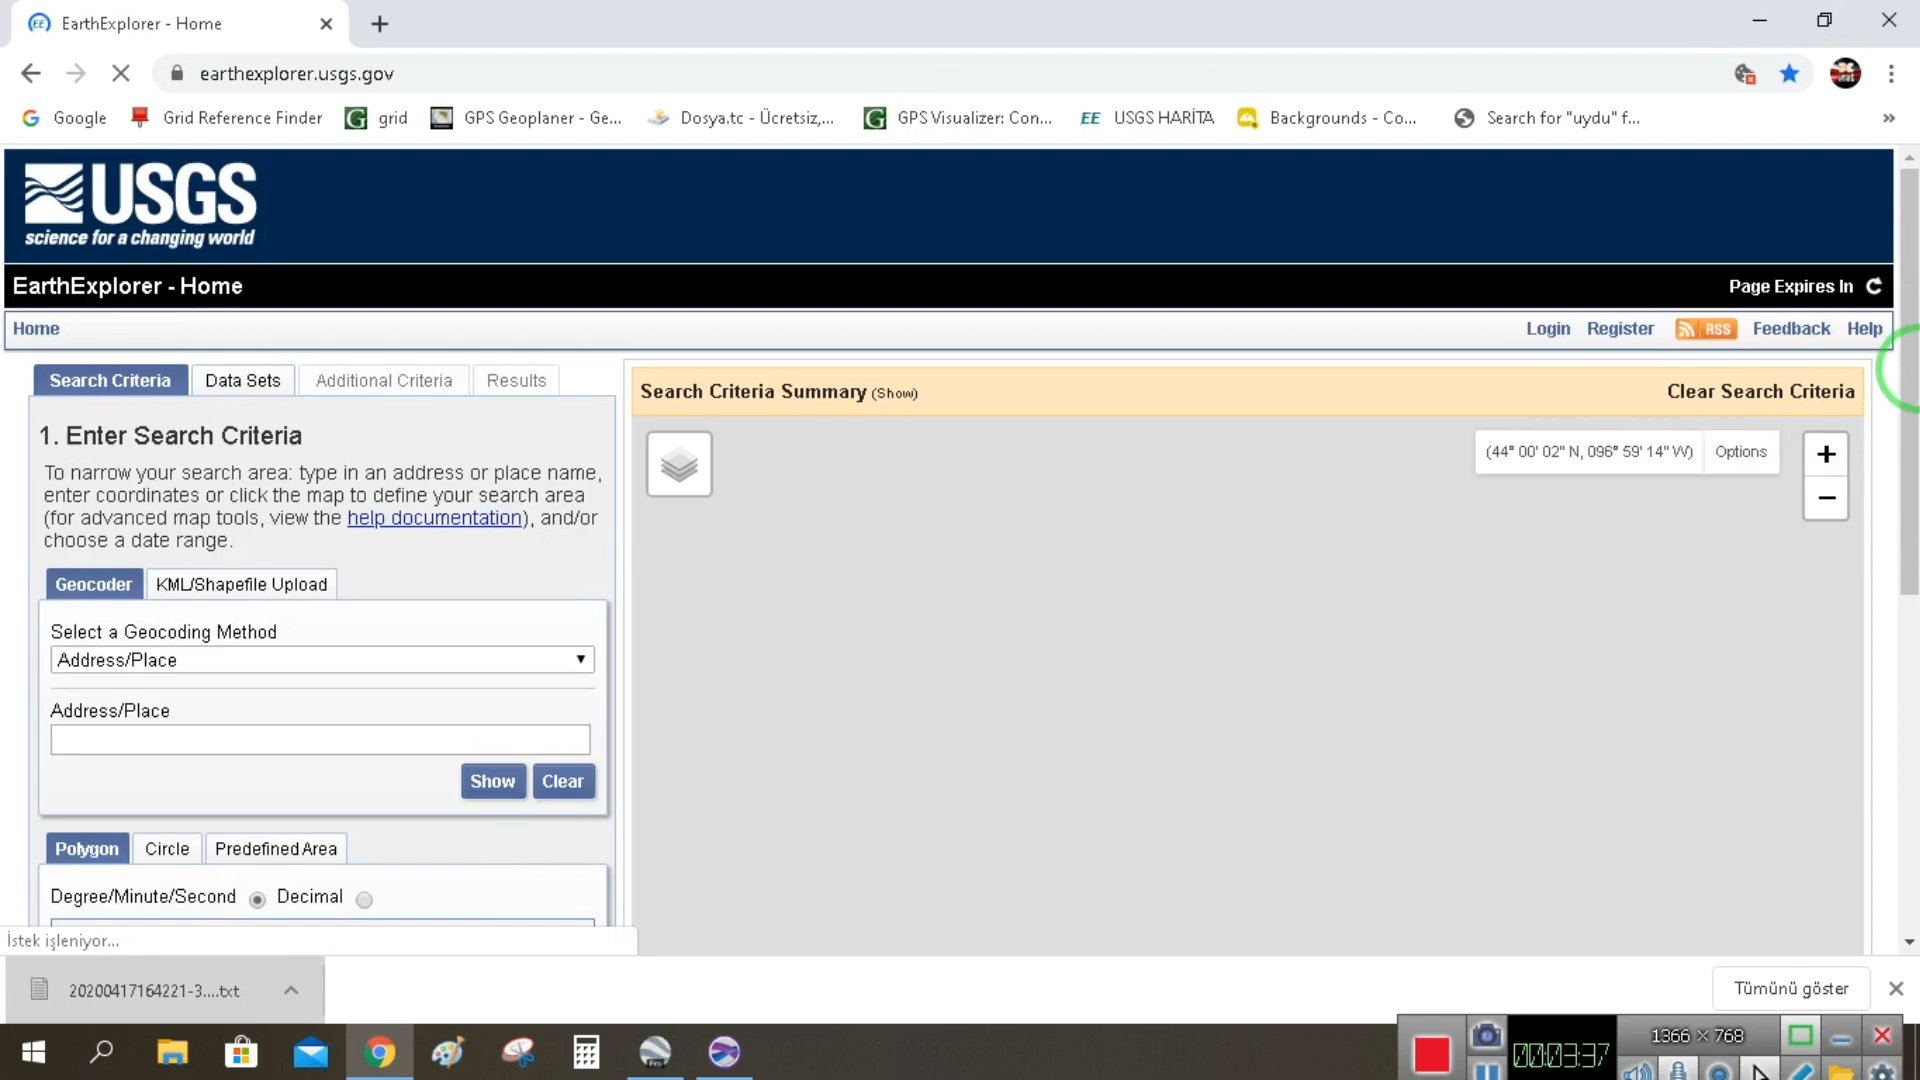 EarthExplorer - Home
earthexplorer.usgs.gov
Google
Grid Reference Finder
grid
GPS Geoplaner - Ge...
Dosya.tc - Ücretsiz,...
GPS Visualizer: Con...
EE USGS HARİTA
Backgrounds - Co...
Search for "uydu" f...
»
USGS
science for a changing world
EarthExplorer - Home
Page Expires In
Home
Login
Register
RSS
Feedback
Help
Search Criteria
Data Sets
Additional Criteria
Results
Search Criteria Summary (Show)
Clear Search Criteria
1. Enter Search Criteria
To narrow your search area: type in an address or place name,
enter coordinates or click the map to define your search area
(for advanced map tools, view the help documentation), and/or
choose a date range.
(44° 00' 02" N, 096° 59' 14" W)
Options
+
−
Geocoder
KML/Shapefile Upload
Select a Geocoding Method
Address/Place
Address/Place
Show
Clear
Polygon
Circle
Predefined Area
Degree/Minute/Second
Decimal
İstek işleniyor...
20200417164221-3....txt
Tümünü göster
1366 × 768
00:03:37